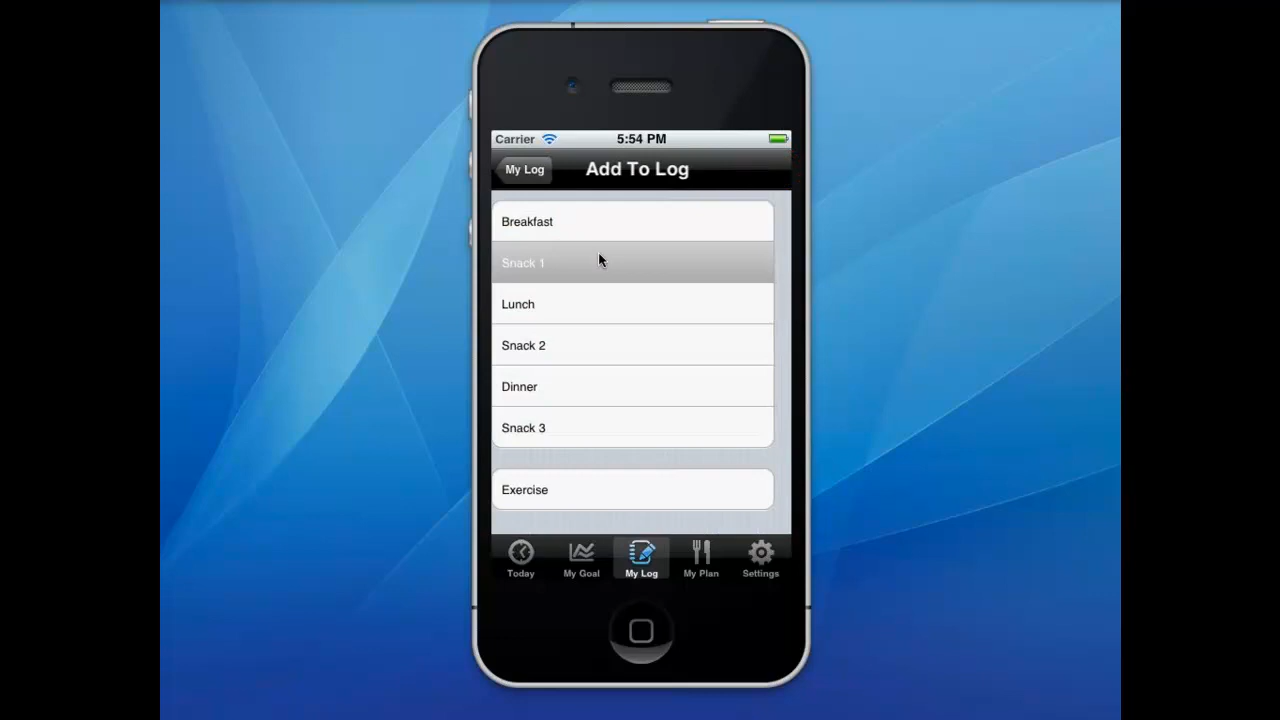 Carrier 5:54 PM
My Log Add To Log
Breakfast
Snack 1
Lunch
Snack 2
Dinner
Snack 3
Exercise
Today My Goal My Log My Plan Settings